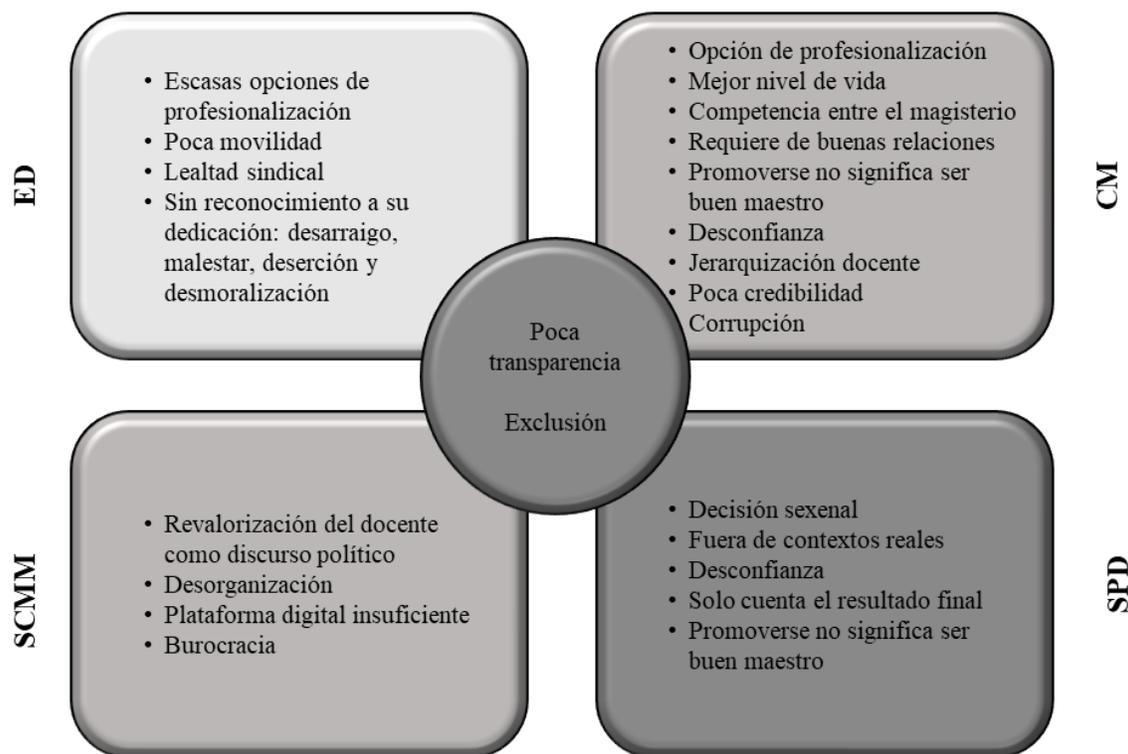 ED
• Escasas opciones de
profesionalización
• Poca movilidad
• Lealtad sindical
• Sin reconocimiento a su
dedicación: desarraigo,
malestar, deserción y
desmoralización
CM
• Opción de profesionalización
• Mejor nivel de vida
• Competencia entre el magisterio
• Requiere de buenas relaciones
• Promoverse no significa ser
buen maestro
• Desconfianza
• Jerarquización docente
• Poca credibilidad
Corrupción
Poca
transparencia
Exclusión
SCMM
• Revalorización del docente
como discurso político
• Desorganización
• Plataforma digital insuficiente
• Burocracia
SPD
• Decisión sexenal
• Fuera de contextos reales
• Desconfianza
• Solo cuenta el resultado final
• Promoverse no significa ser
buen maestro